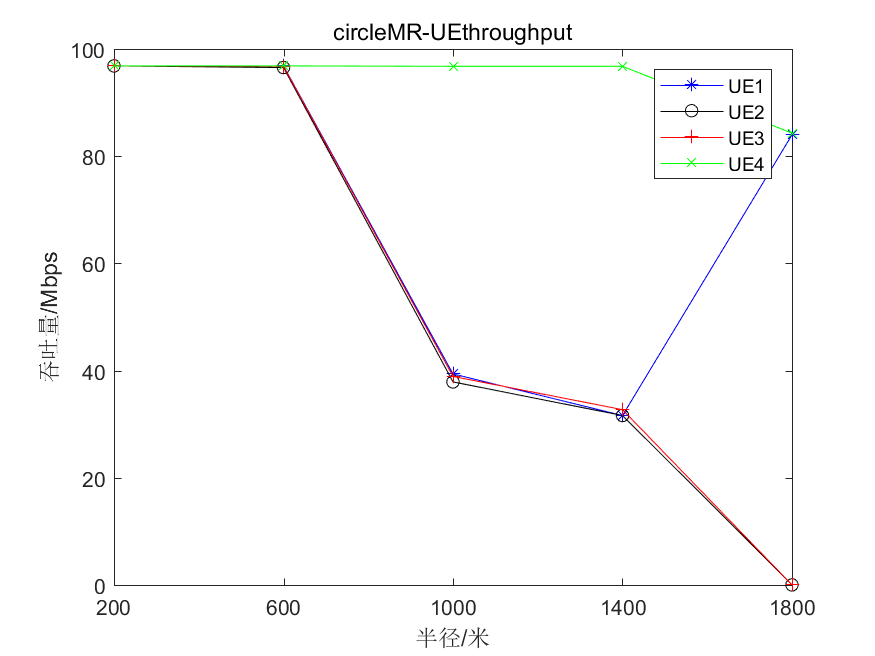 circleMR-UEthroughput
100
80
60
40
20
0
吞吐量/Mbps
UE1
UE2
UE3
UE4
200 600 1000 1400 1800
半径/米